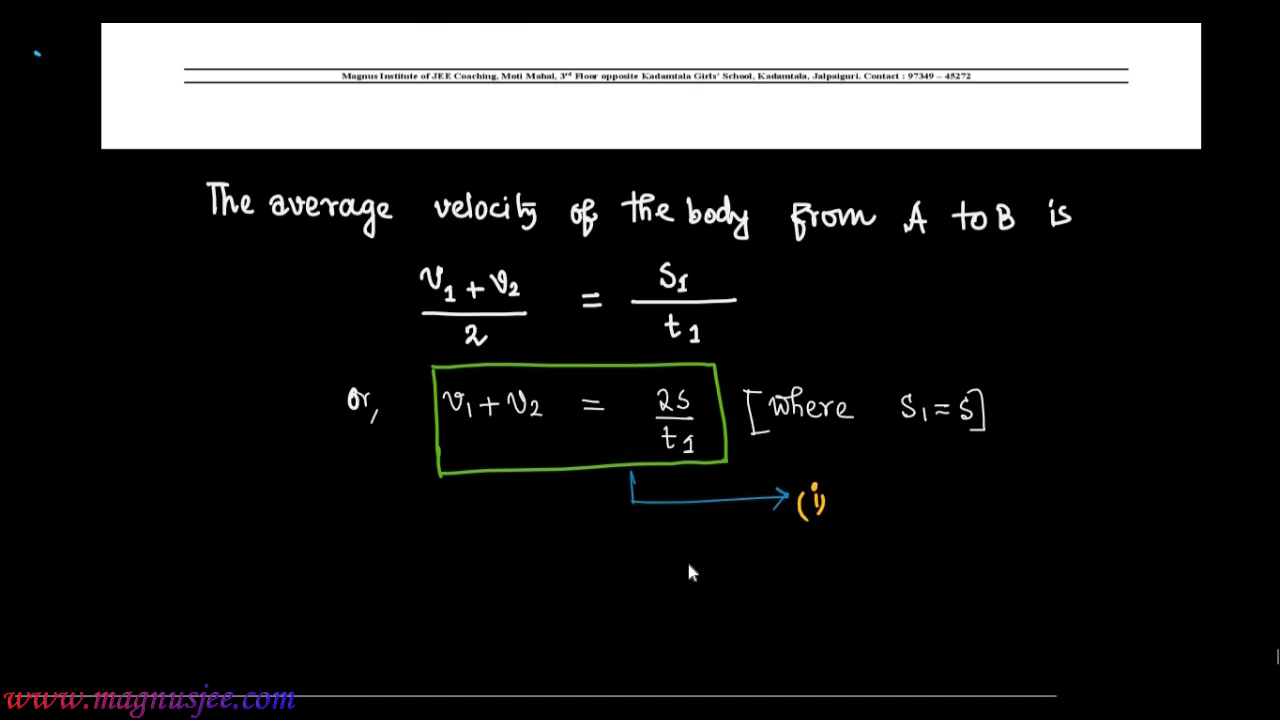 Magnus Institute of JEE Coaching, Moti Mahal, 3rd Floor opposite Kadamtala Girls' School, Kadamtala, Jalpaiguri. Contact : 97349 – 45272
The average velocity of the body from A to B is
(v₁ + v₂)/2 = S₁/t₁
or, v₁ + v₂ = 2s/t₁ [where s₁ = s]
(i)
www.magnusjee.com